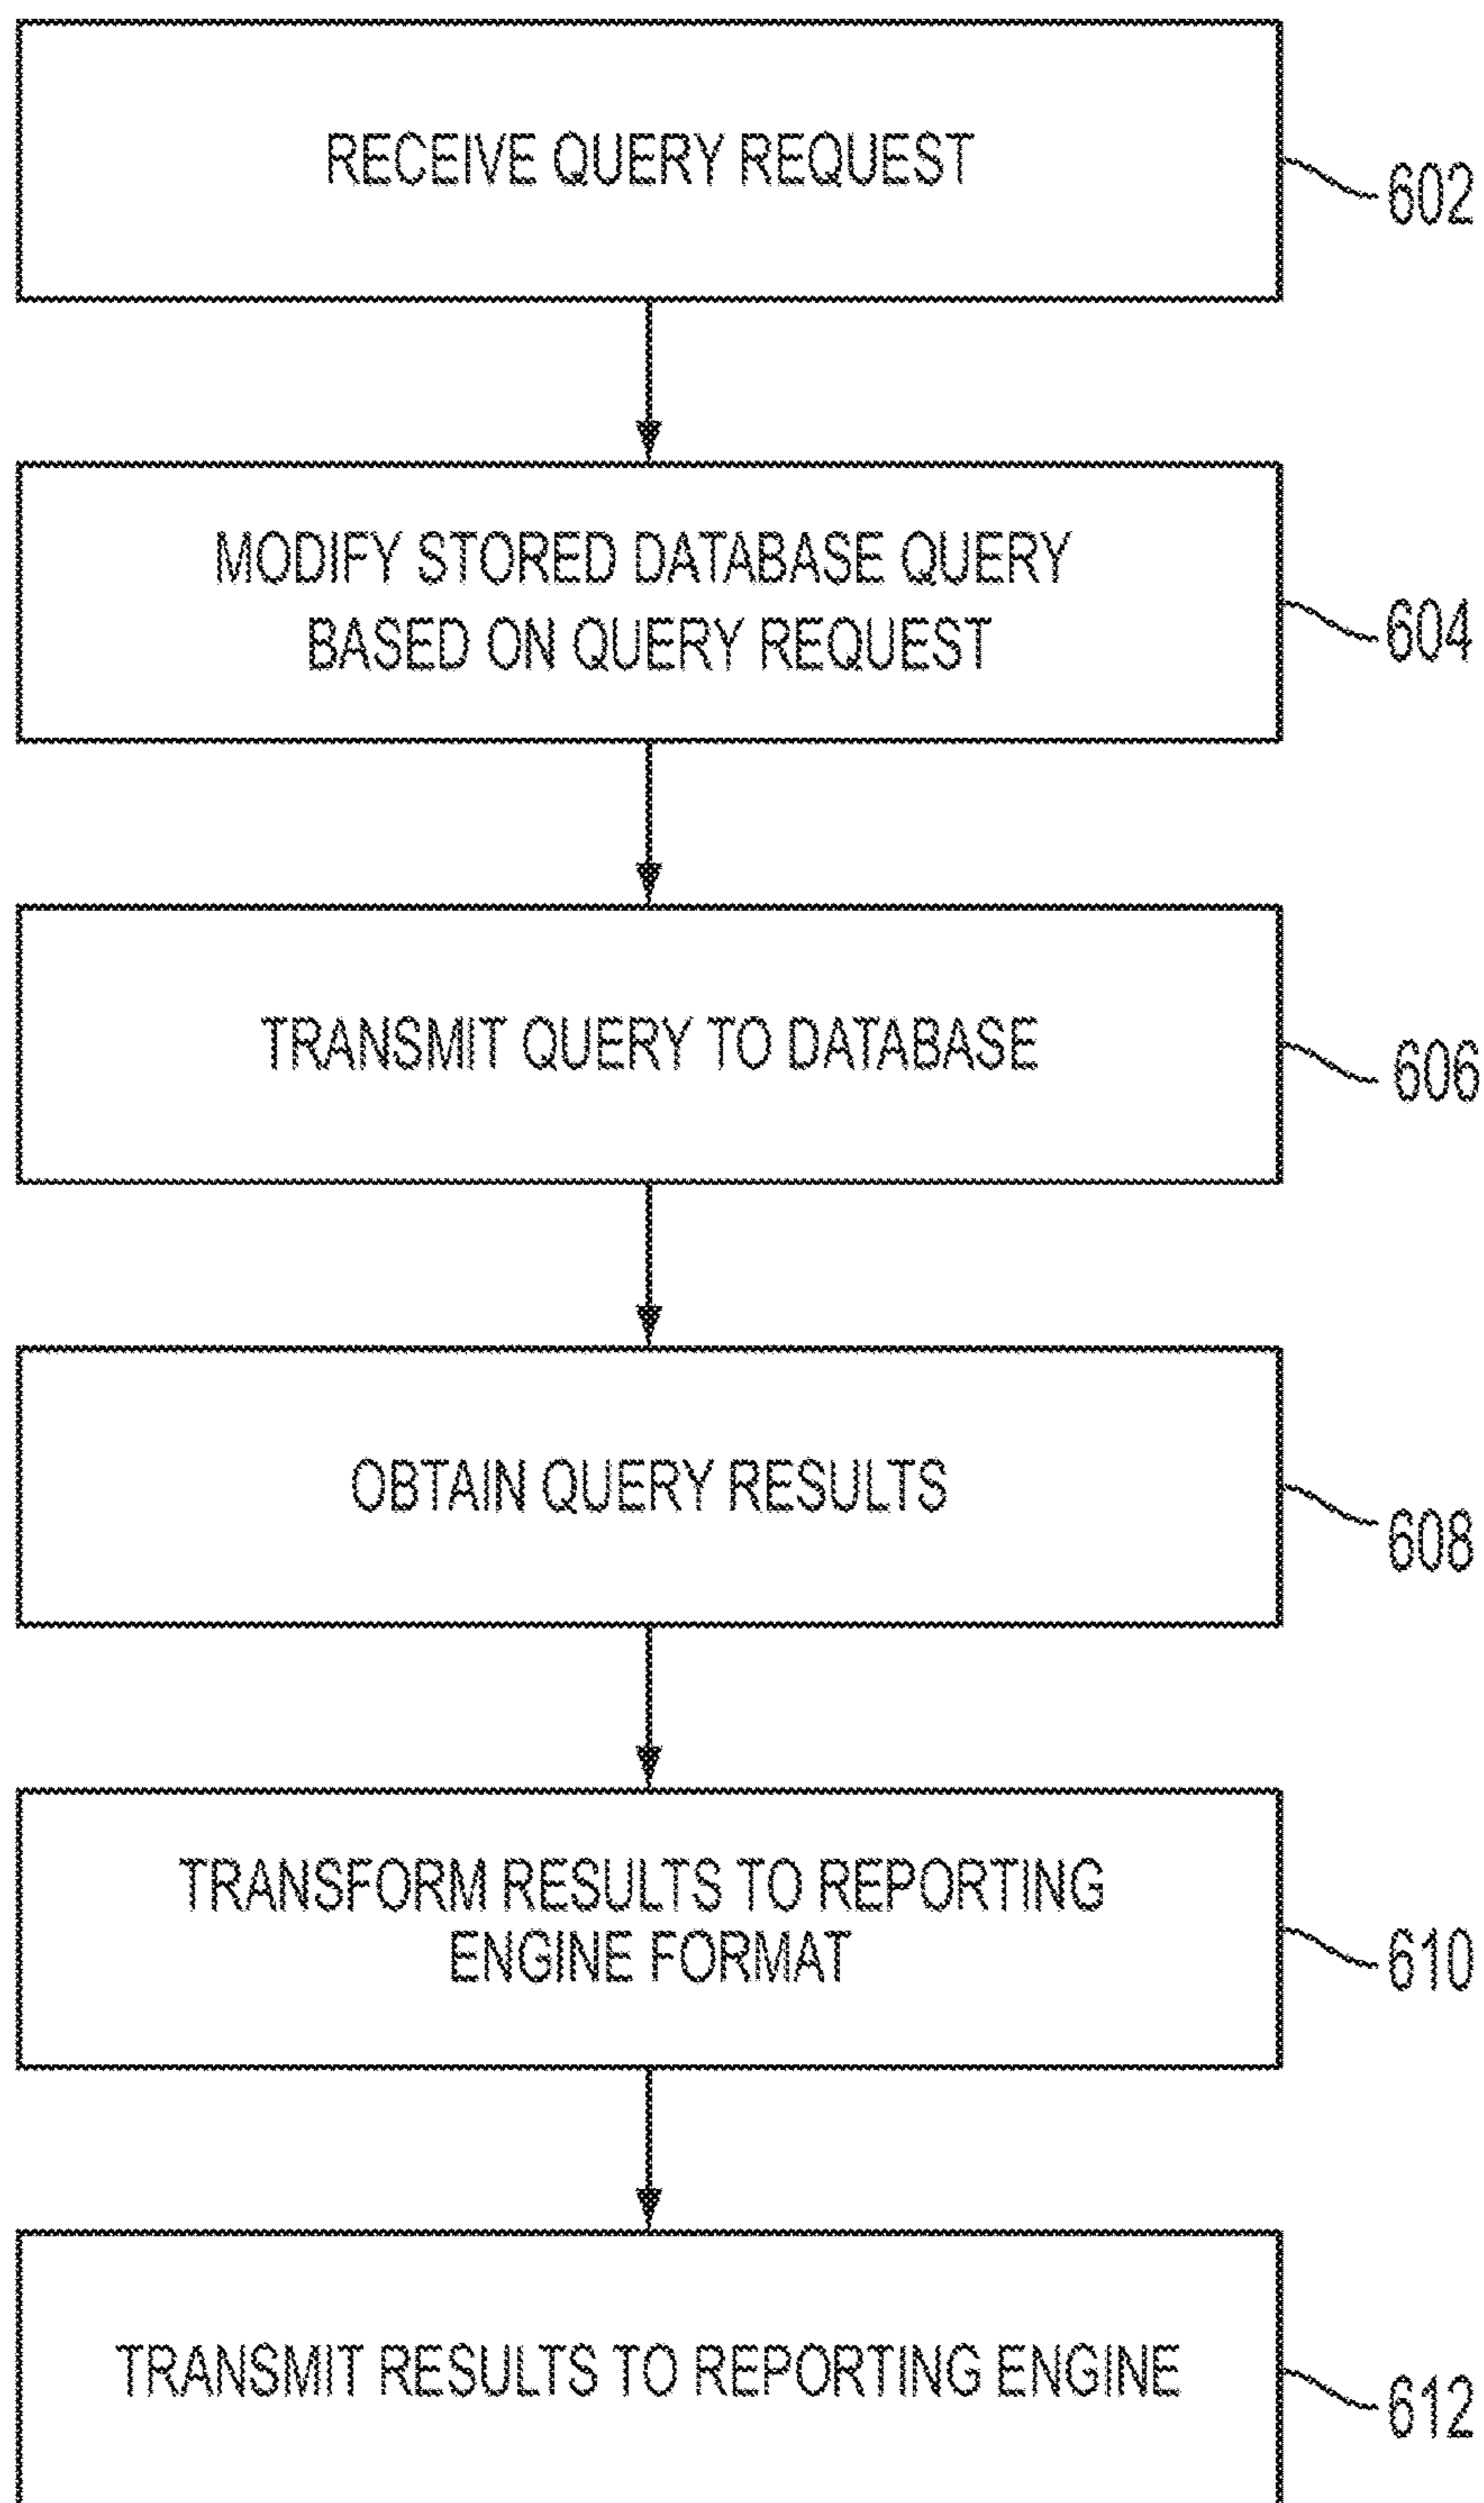 RECEIVE QUERY REQUEST
602
MODIFY STORED DATABASE QUERY
BASED ON QUERY REQUEST
604
TRANSMIT QUERY TO DATABASE
606
OBTAIN QUERY RESULTS
608
TRANSFORM RESULTS TO REPORTING
ENGINE FORMAT
610
TRANSMIT RESULTS TO REPORTING ENGINE
612